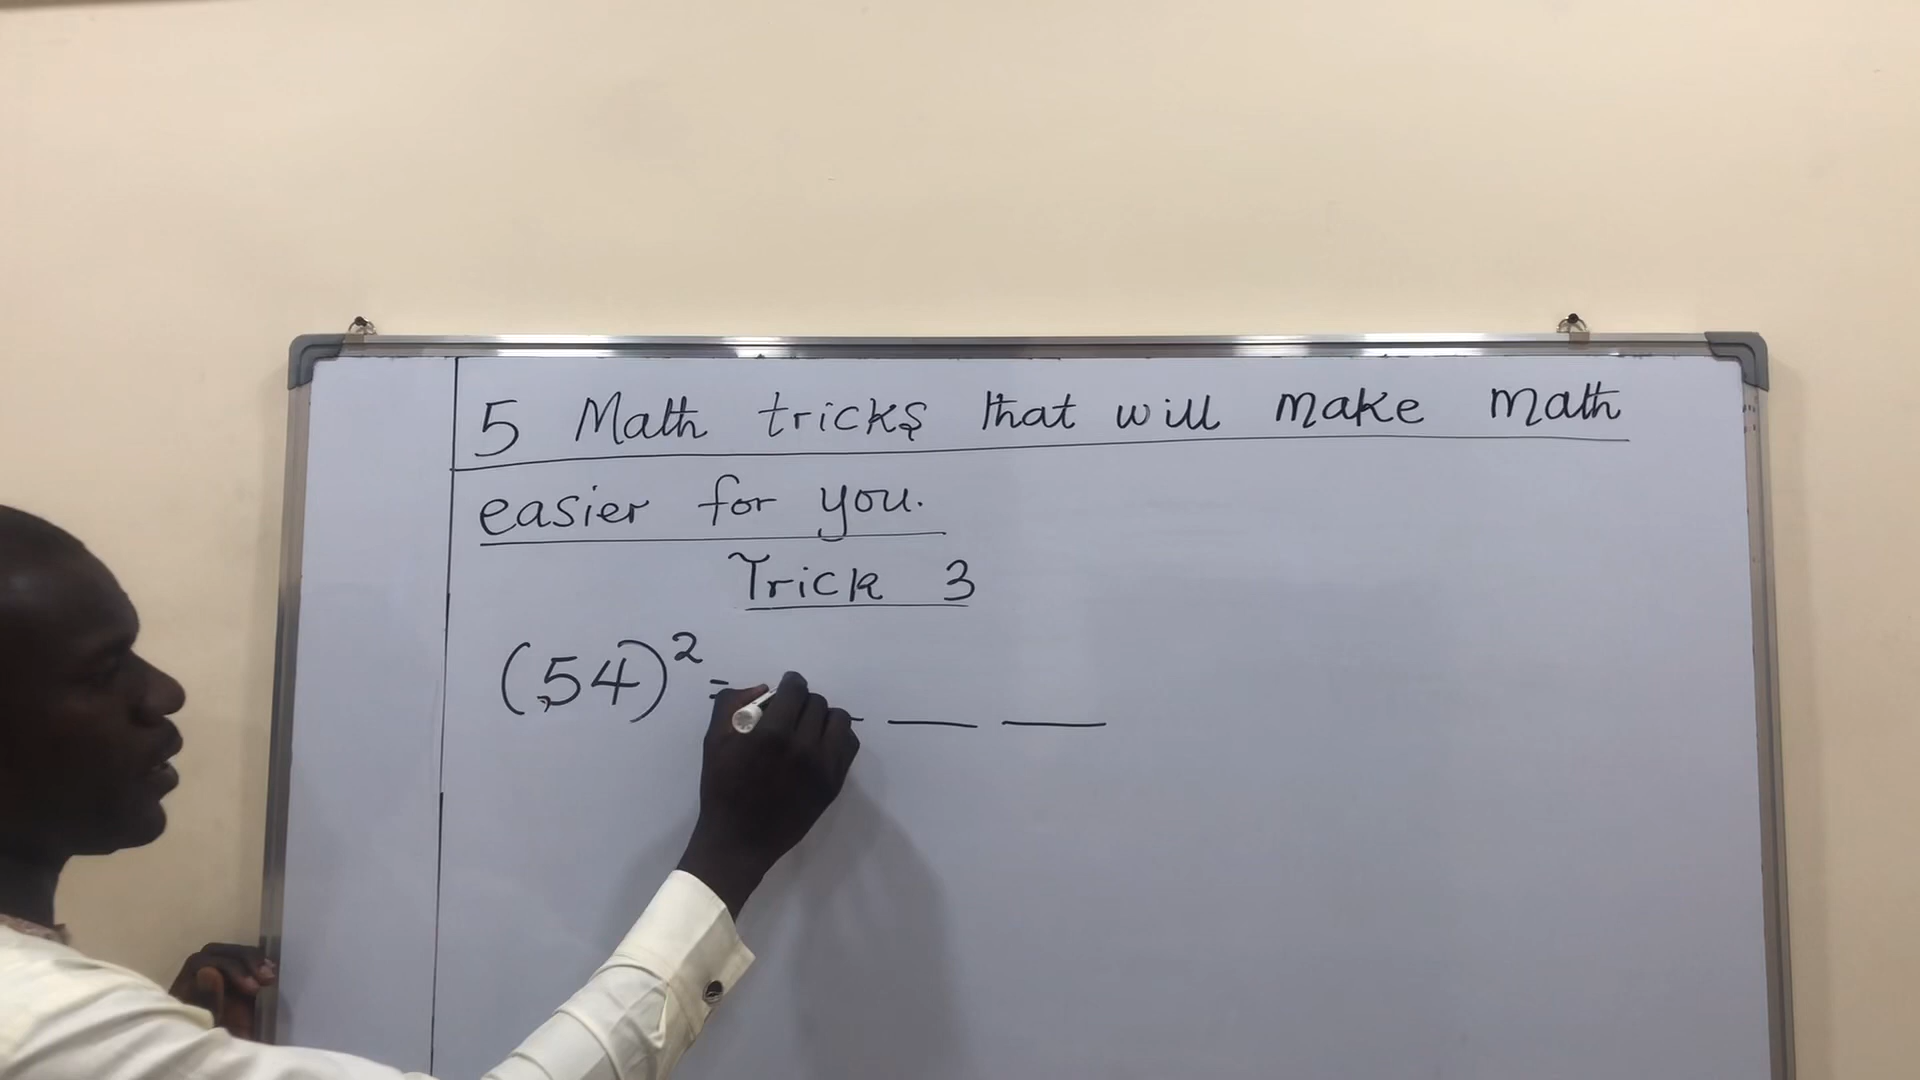 5 Math tricks that will make math
easier for you.
Trick 3
(54)² = _ _ _